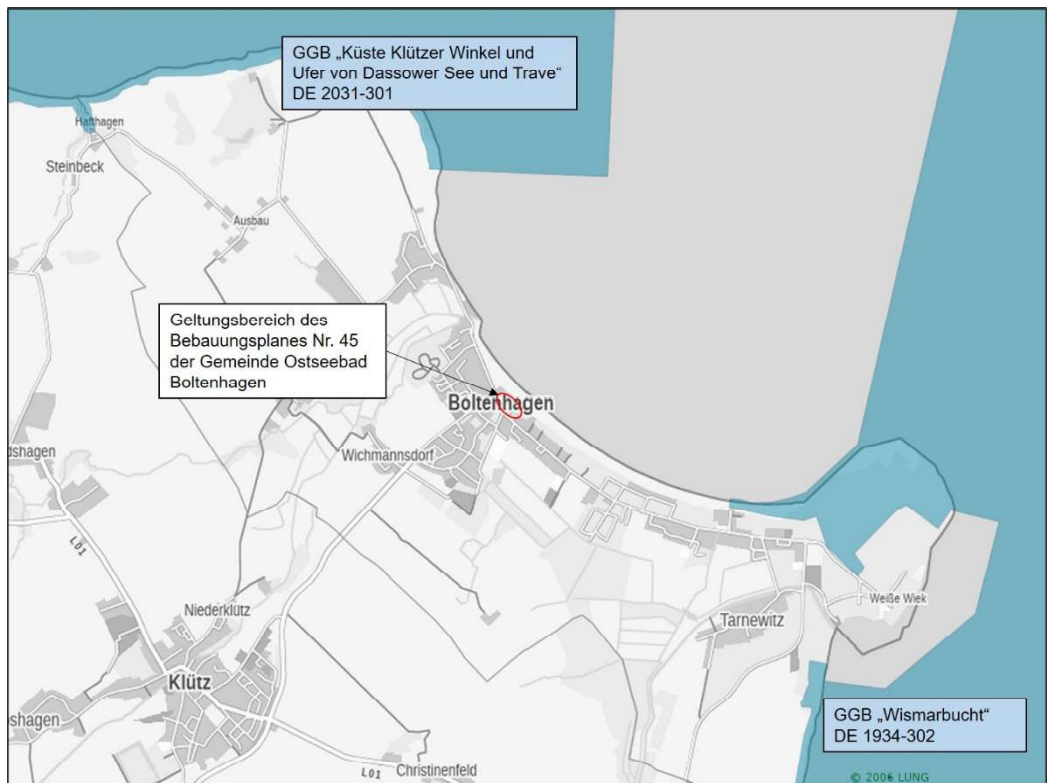 GGB „Küste Klützer Winkel und
Ufer von Dassower See und Trave“
DE 2031-301
Steinbeck
Ausbau
Geltungsbereich des
Bebauungsplanes Nr. 45
der Gemeinde Ostseebad
Boltenhagen
Boltenhagen
Wichmannsdorf
dshagen
L01
Weiße Wiek
Niederklütz
Tarnewitz
Klütz
shagen
GGB „Wismarbucht“
DE 1934-302
L01
Christinenfeld
© 2006 LUNG